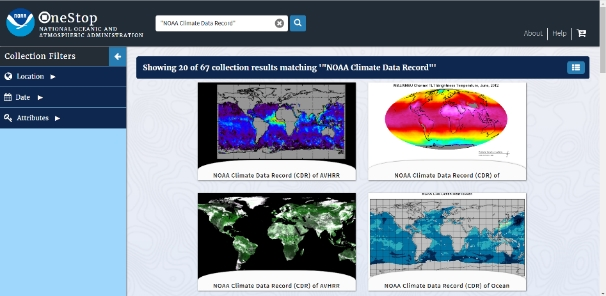 NOAA
OneStop
NATIONAL OCEANIC AND
ATMOSPHERIC ADMINISTRATION
"NOAA Climate Data Record"
About
Help
Collection Filters
Location
Date
Attributes
Showing 20 of 67 collection results matching '"NOAA Climate Data Record"'
NOAA Climate Data Record (CDR) of AVHRR
NOAA Climate Data Record (CDR) of
NOAA Climate Data Record (CDR) of AVHRR
NOAA Climate Data Record (CDR) of Ocean